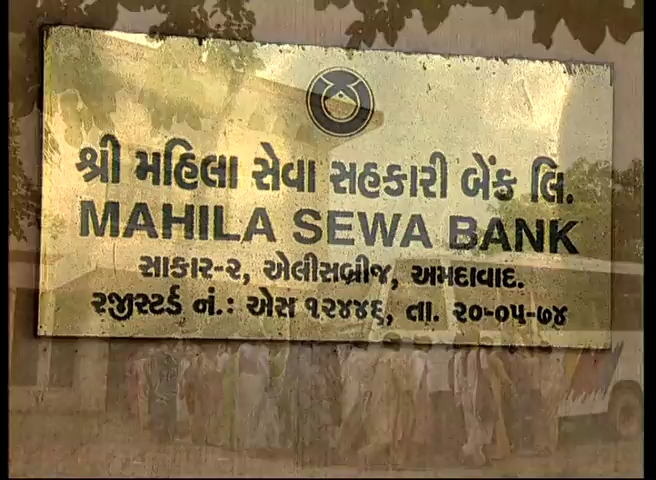 શ્રી મહિલા સેવા સહકારી બેંક લિ.
MAHILA SEWA BANK
સાકાર-૨, એલીસબ્રીજ, અમદાવાદ.
રજીસ્ટર્ડ નં.: એસ ૧૨૪૪૬, તા. ૨૦-૦૫-૭૪